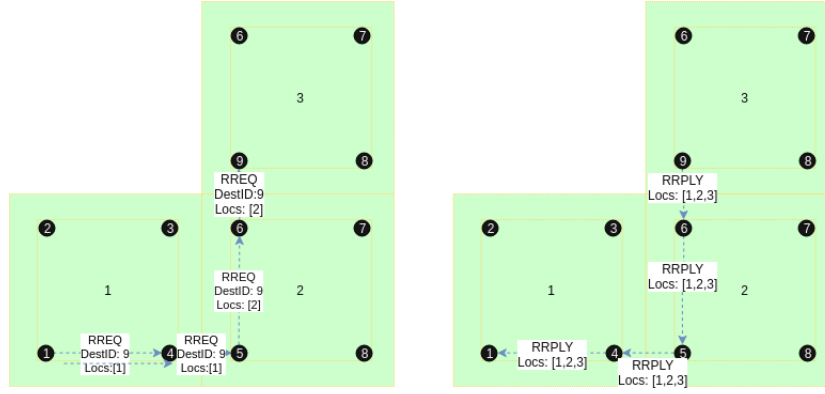 6 7
3
9 8
RREQ
DestID:9
Locs: [2]
2 3 6 7
RREQ
DestID: 9
Locs: [2]
1 2
RREQ
DestID: 9
Locs:[1]
RREQ
DestID: 9
Locs:[1]
1 4 5 8
6 7
3
9 8
RRPLY
Locs: [1,2,3]
2 3 6 7
RRPLY
Locs: [1,2,3]
1 2
RRPLY
Locs: [1,2,3]
RRPLY
Locs: [1,2,3]
1 4 5 8